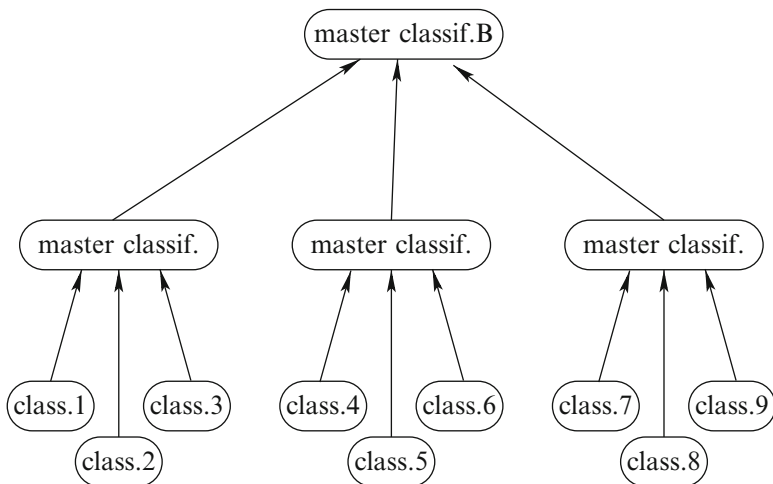 master classif.B
master classif.
master classif.
master classif.
class.1
class.3
class.4
class.6
class.7
class.9
class.2
class.5
class.8